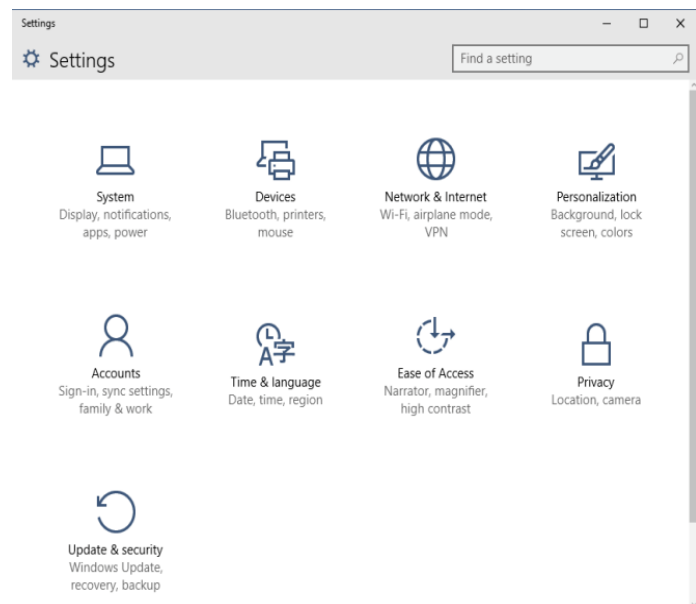 Settings
Settings
Find a setting
System
Display, notifications,
apps, power
Devices
Bluetooth, printers,
mouse
Network & Internet
Wi-Fi, airplane mode,
VPN
Personalization
Background, lock
screen, colors
Accounts
Sign-in, sync settings,
family & work
A字
Time & language
Date, time, region
Ease of Access
Narrator, magnifier,
high contrast
Privacy
Location, camera
Update & security
Windows Update,
recovery, backup